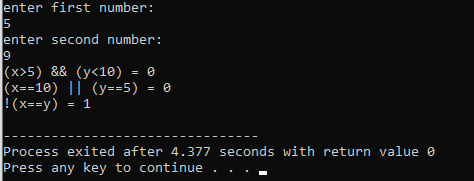 enter first number:
5
enter second number:
9
(x>5) && (y<10) = 0
(x==10) || (y==5) = 0
!(x==y) = 1
--------------------------------
Process exited after 4.377 seconds with return value 0
Press any key to continue . . .